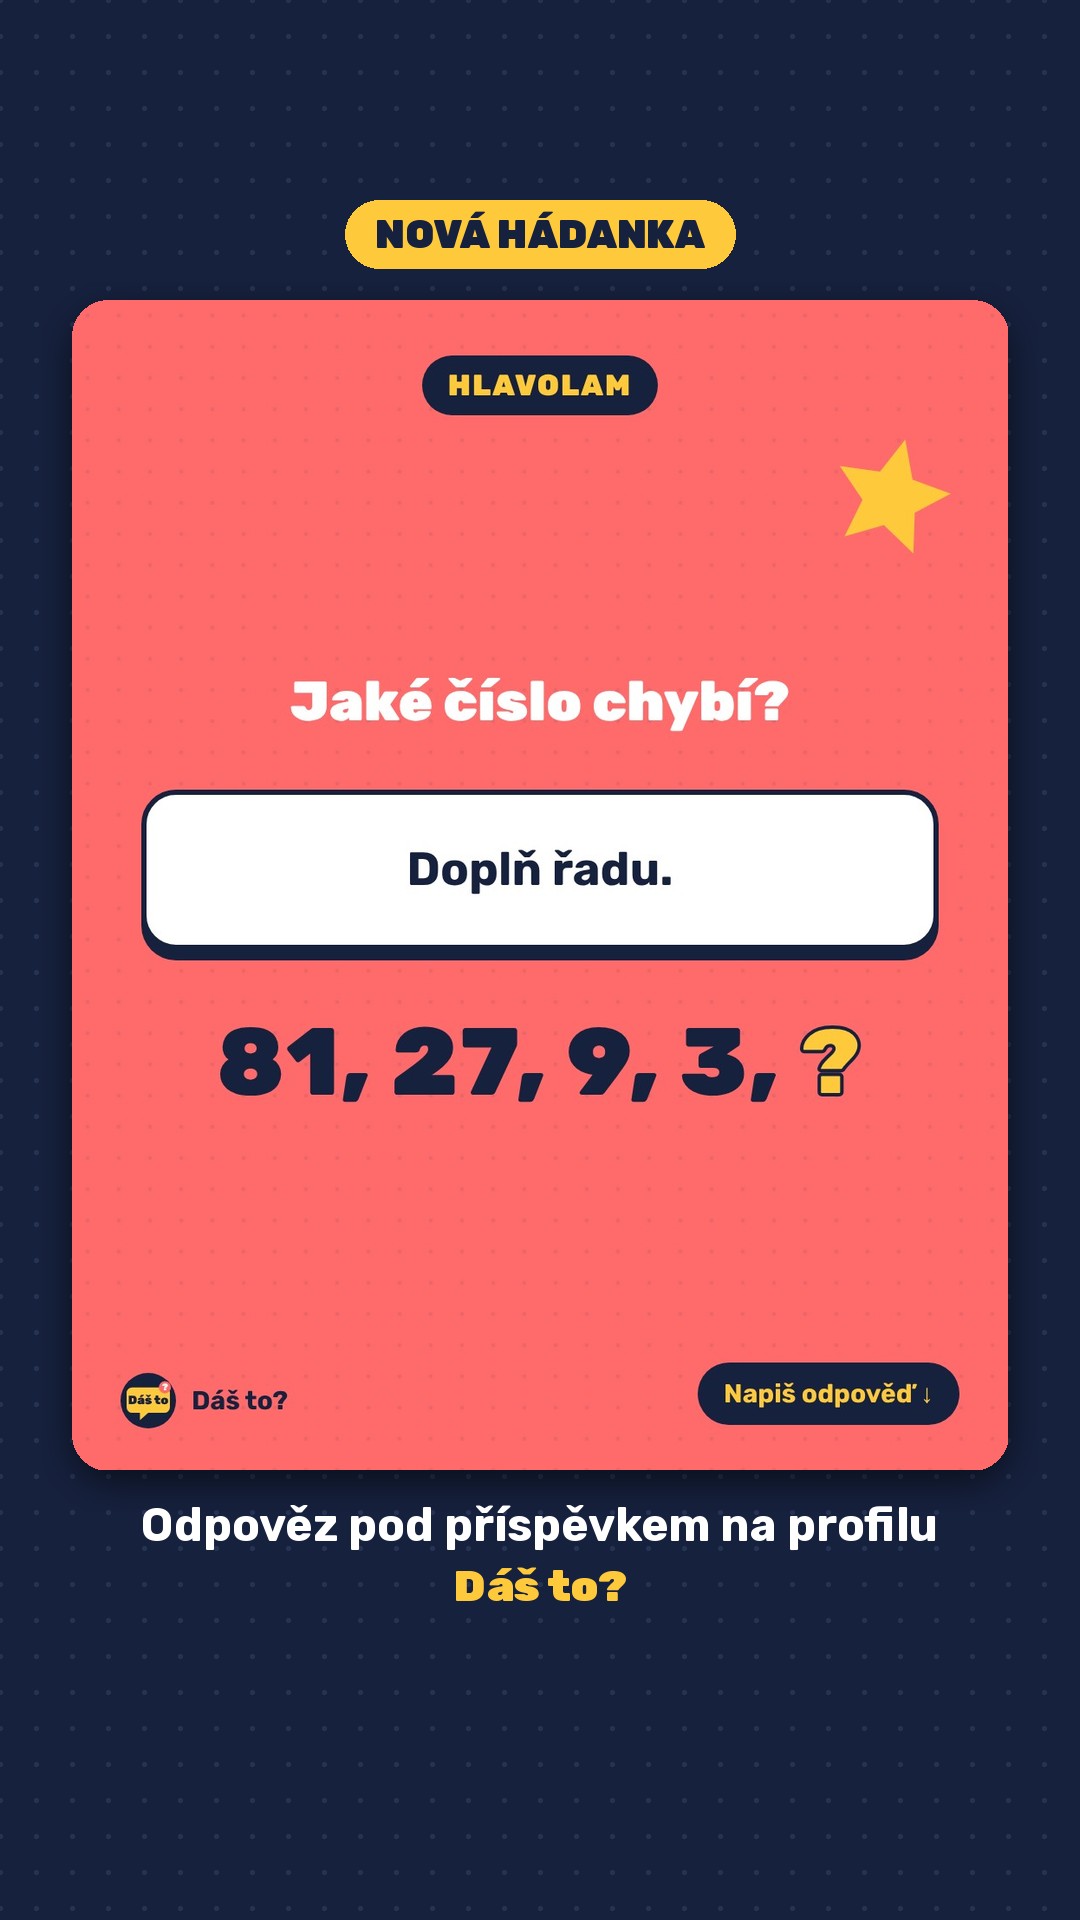 NOVÁ HÁDANKA
HLAVOLAM
Jaké číslo chybí?
Doplň řadu.
81, 27, 9, 3, ?
Dáš to ?
Dáš to?
Napiš odpověď ↓
Odpověz pod příspěvkem na profilu
Dáš to?